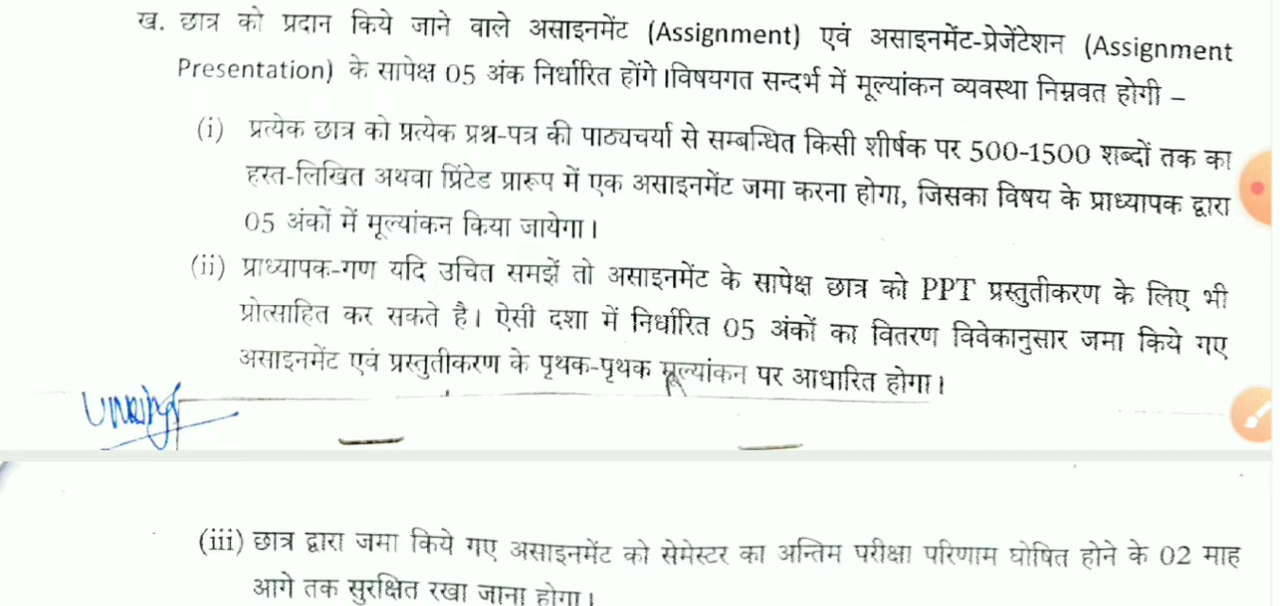 ख. छात्र को प्रदान किये जाने वाले असाइनमेंट (Assignment) एवं असाइनमेंट-प्रेजेंटेशन (Assignment
Presentation) के सापेक्ष 05 अंक निर्धारित होंगे।विषयगत सन्दर्भ में मूल्यांकन व्यवस्था निम्नवत होगी –
(i) प्रत्येक छात्र को प्रत्येक प्रश्न-पत्र की पाठ्यचर्या से सम्बन्धित किसी शीर्षक पर 500-1500 शब्दों तक का
हस्त-लिखित अथवा प्रिंटेड प्रारूप में एक असाइनमेंट जमा करना होगा, जिसका विषय के प्राध्यापक द्वारा
05 अंकों में मूल्यांकन किया जायेगा।
(ii) प्राध्यापक-गण यदि उचित समझें तो असाइनमेंट के सापेक्ष छात्र को PPT प्रस्तुतीकरण के लिए भी
प्रोत्साहित कर सकते है। ऐसी दशा में निर्धारित 05 अंकों का वितरण विवेकानुसार जमा किये गए
असाइनमेंट एवं प्रस्तुतीकरण के पृथक-पृथक मूल्यांकन पर आधारित होगा।
(iii) छात्र द्वारा जमा किये गए असाइनमेंट को सेमेस्टर का अन्तिम परीक्षा परिणाम घोषित होने के 02 माह
आगे तक सुरक्षित रखा जाना होगा।